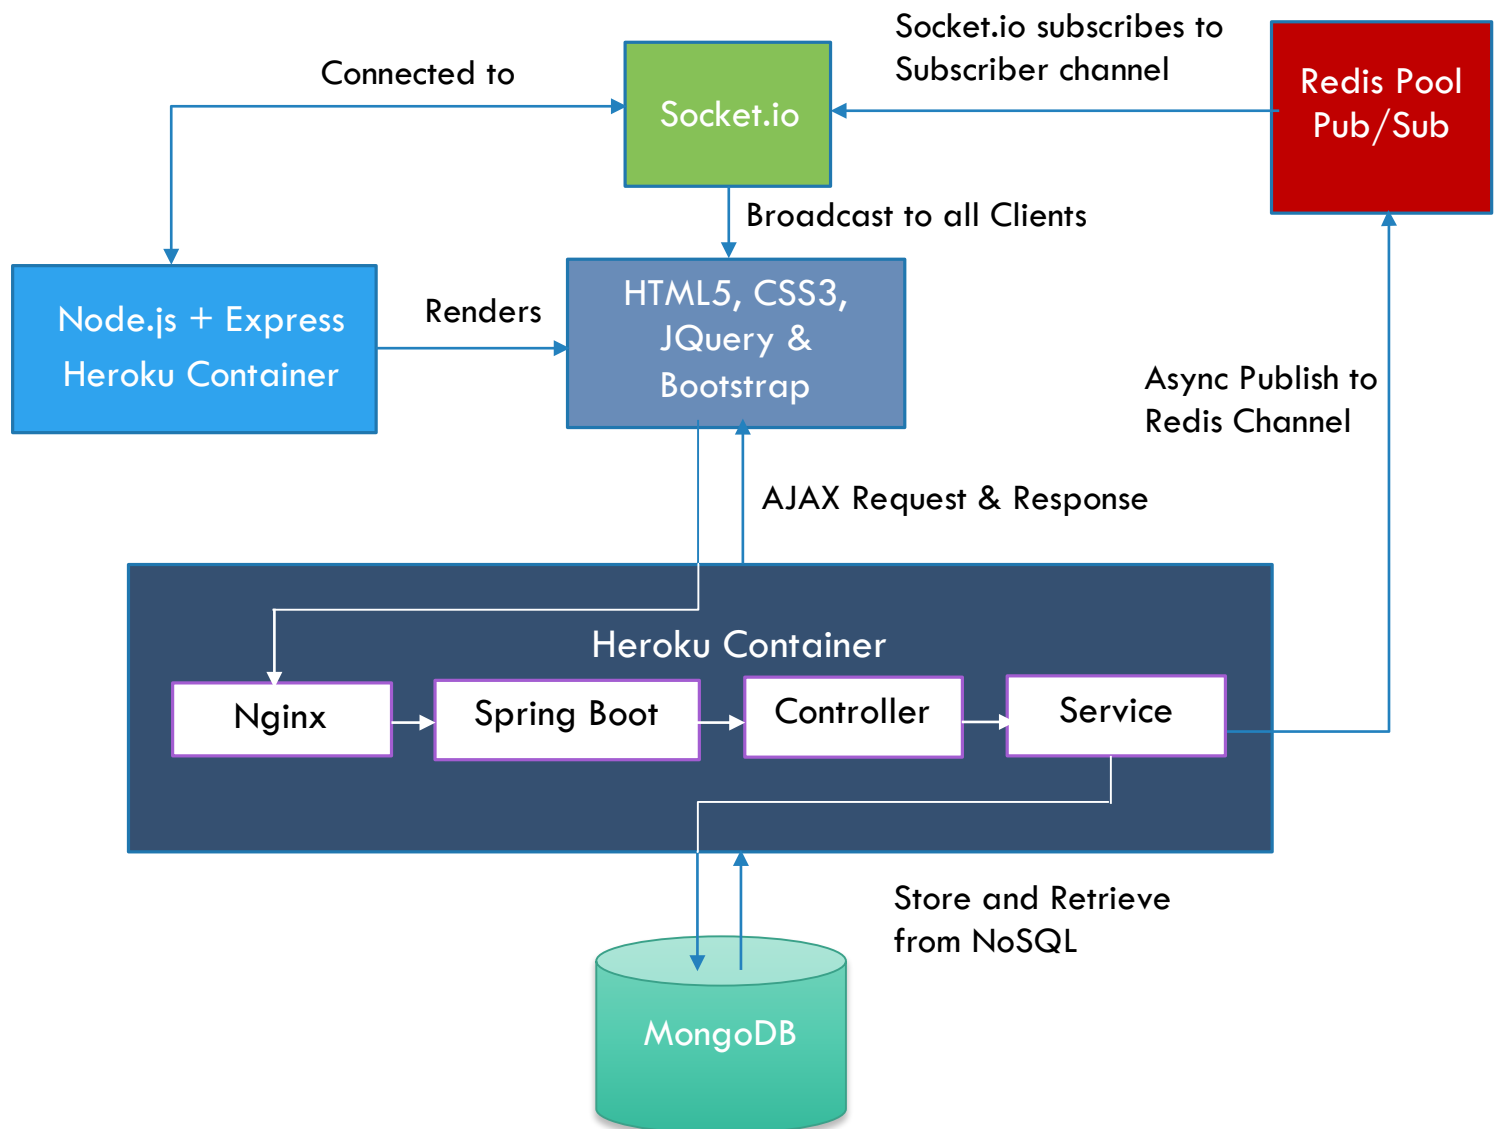 Socket.io subscribes to
Subscriber channel
Connected to
Socket.io
Redis Pool
Pub/Sub
Broadcast to all Clients
Node.js + Express
Heroku Container
Renders
HTML5, CSS3,
JQuery &
Bootstrap
Async Publish to
Redis Channel
AJAX Request & Response
Heroku Container
Nginx
Spring Boot
Controller
Service
Store and Retrieve
from NoSQL
MongoDB